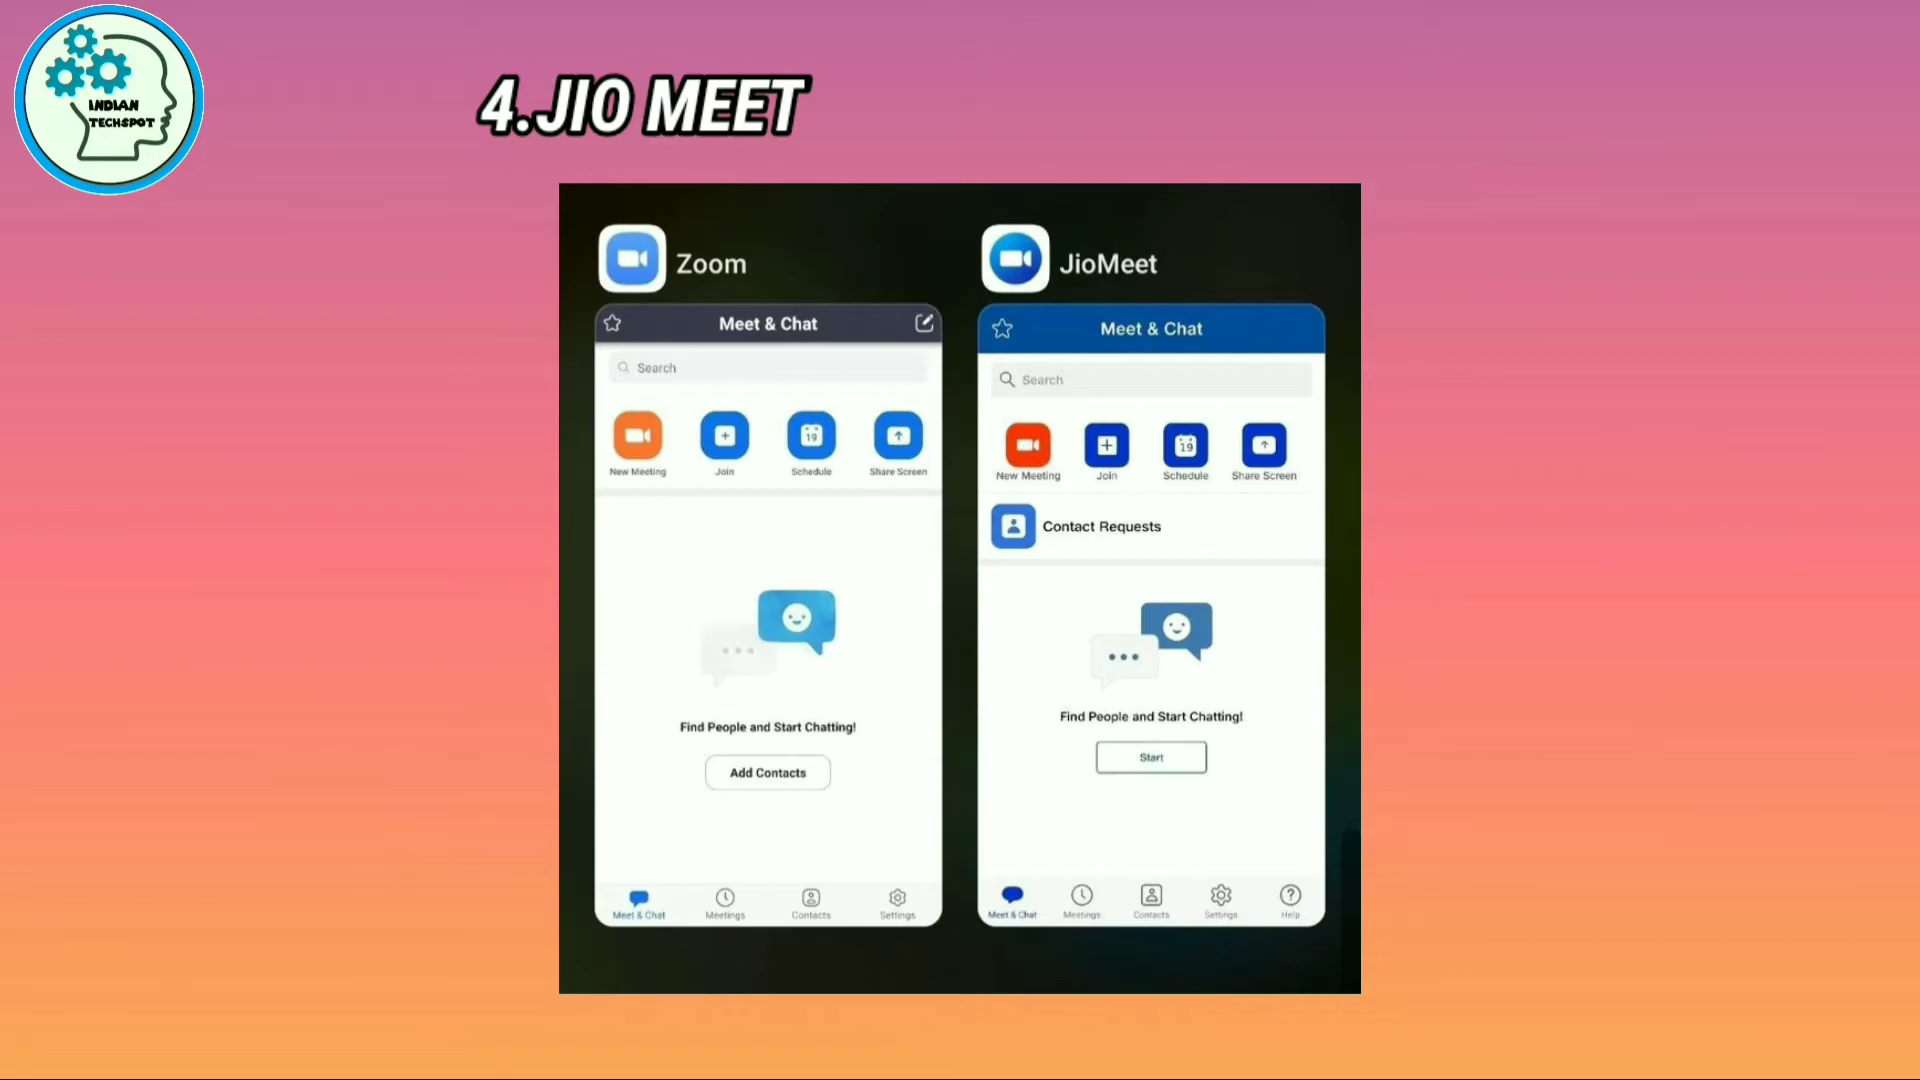 INDIAN
TECHSPOT
4.JIO MEET
Zoom
Meet & Chat
Search
New Meeting
Join
19
Schedule
Share Screen
Find People and Start Chatting!
Add Contacts
Meet & Chat
Meetings
Contacts
Settings
JioMeet
Meet & Chat
Search
New Meeting
Join
19
Schedule
Share Screen
Contact Requests
Find People and Start Chatting!
Start
Meet & Chat
Meetings
Contacts
Settings
Help